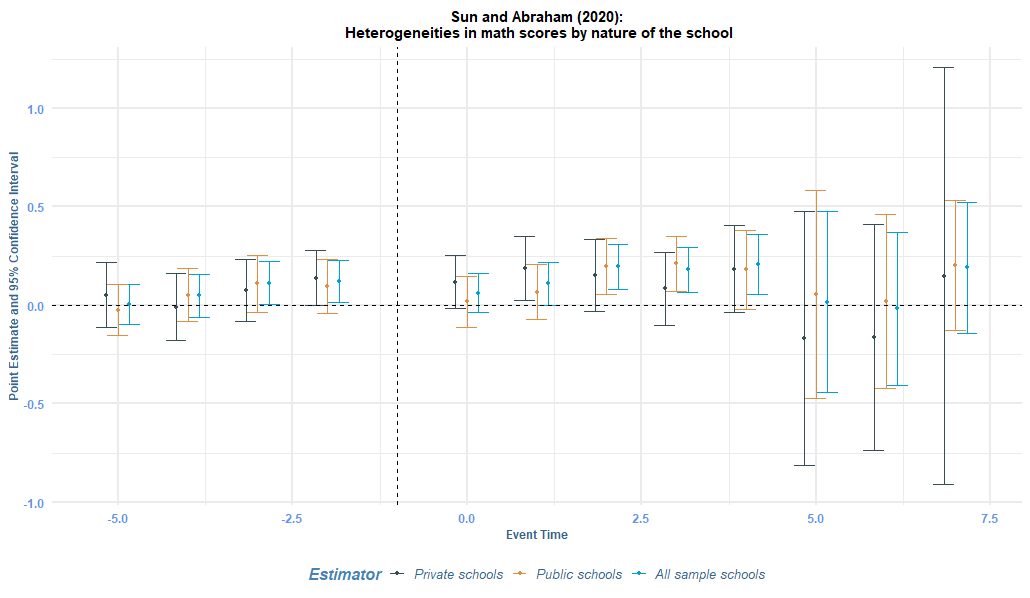 Sun and Abraham (2020):
Heterogeneities in math scores by nature of the school
Point Estimate and 95% Confidence Interval
1.0
0.5
0.0
-0.5
-1.0
-5.0 -2.5 0.0 2.5 5.0 7.5
Event Time
Estimator Private schools Public schools All sample schools